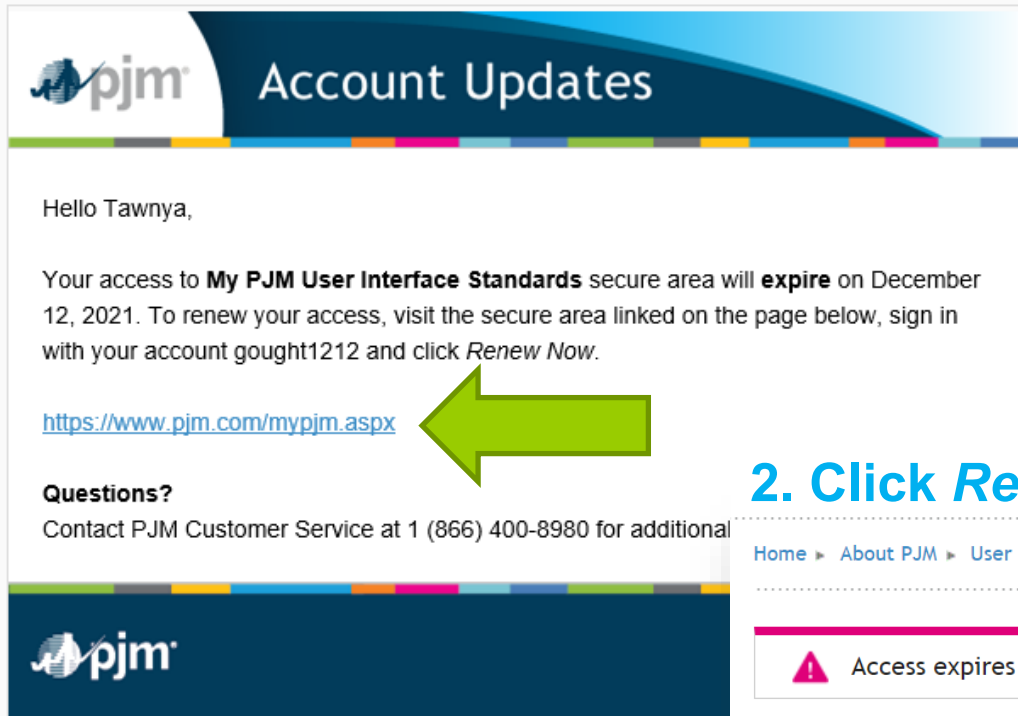 pjm
Account Updates
Hello Tawnya,
Your access to My PJM User Interface Standards secure area will expire on December
12, 2021. To renew your access, visit the secure area linked on the page below, sign in
with your account gought1212 and click Renew Now.
https://www.pjm.com/mypjm.aspx
Questions?
Contact PJM Customer Service at 1 (866) 400-8980 for additional
2. Click Re
Home ▸ About PJM ▸ User
Access expires
pjm